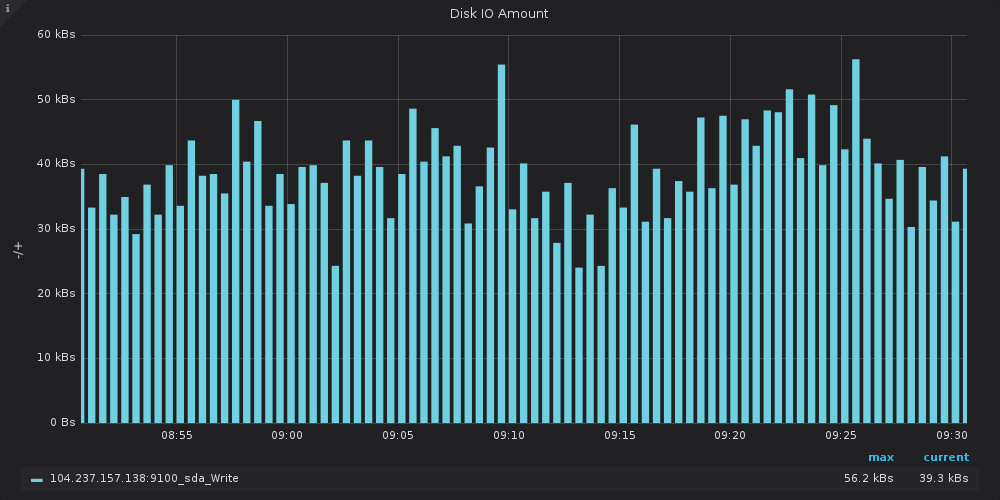 i
Disk IO Amount
60 kBs
50 kBs
40 kBs
30 kBs
20 kBs
10 kBs
0 Bs
-/+
08:55 09:00 09:05 09:10 09:15 09:20 09:25 09:30
max current
104.237.157.138:9100_sda_Write 56.2 kBs 39.3 kBs